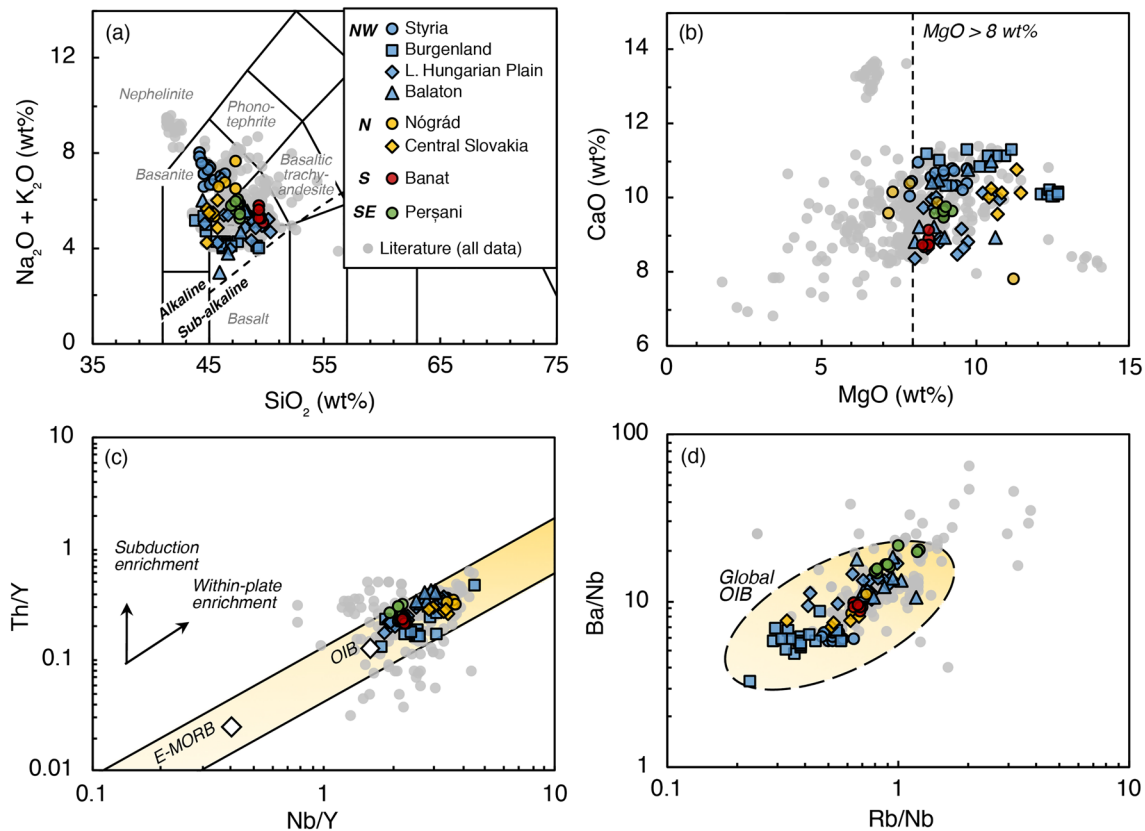 (a)
Na2O + K2O (wt%)
12
8
4
0
35
45
55
75
SiO2 (wt%)
Nephelinite
Phono-
tephrite
Basanite
Basaltic
trachy-
andesite
Alkaline
Sub-alkaline
Basalt
NW Styria
Burgenland
L. Hungarian Plain
Balaton
N Nógrád
Central Slovakia
S Banat
SE Perșani
Literature (all data)
(b)
MgO > 8 wt%
CaO (wt%)
14
12
10
8
6
0
5
10
15
MgO (wt%)
(c)
Th/Y
10
1
0.1
0.01
0.1
1
10
Nb/Y
Subduction
enrichment
Within-plate
enrichment
OIB
E-MORB
(d)
Ba/Nb
100
10
1
0.1
1
10
Rb/Nb
Global
OIB